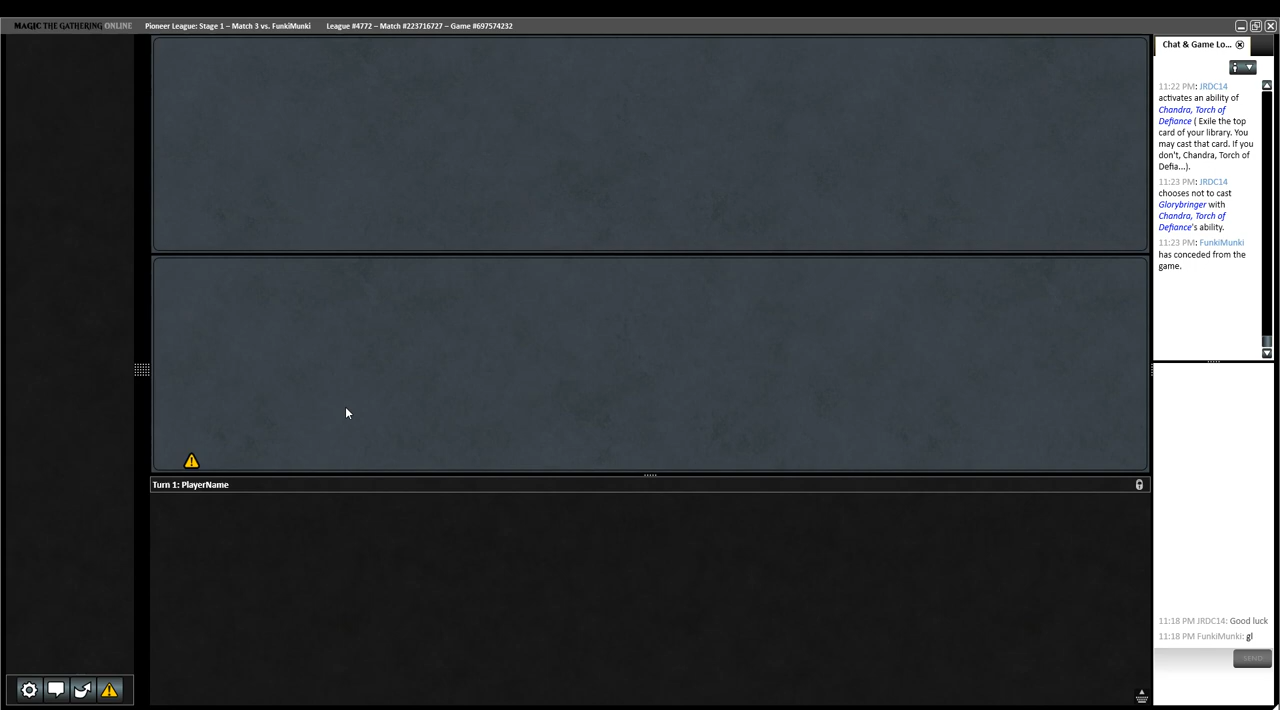 MAGIC THE GATHERING ONLINE Pioneer League: Stage 1 – Match 3 vs. FunkiMunki League #4772 – Match #223716727 – Game #697574232
Chat & Game Lo...
11:22 PM: JRDC14
activates an ability of
Chandra, Torch of
Defiance ( Exile the top
card of your library. You
may cast that card. If you
don't, Chandra, Torch of
Defia...).
11:23 PM: JRDC14
chooses not to cast
Glorybringer with
Chandra, Torch of
Defiance's ability.
11:23 PM: FunkiMunki
has conceded from the
game.
Turn 1: PlayerName
11:18 PM JRDC14: Good luck
11:18 PM FunkiMunki: gl
SEND